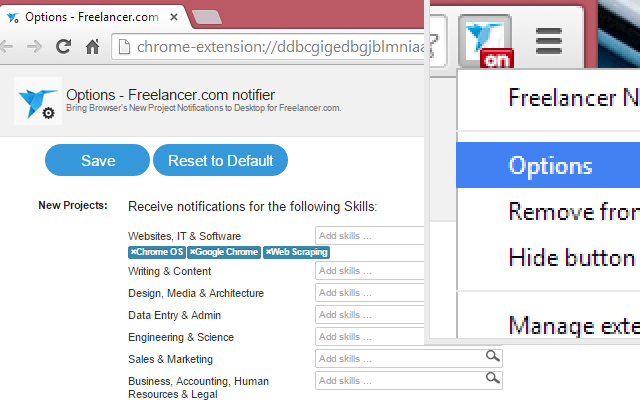 Options - Freelancer.com
chrome-extension://ddbcgigedbgjblmnia
Options - Freelancer.com notifier
Bring Browser's New Project Notifications to Desktop for Freelancer.com.
Save
Reset to Default
New Projects:
Receive notifications for the following Skills:
Websites, IT & Software
Add skills ...
×Chrome OS
×Google Chrome
×Web Scraping
Writing & Content
Add skills ...
Design, Media & Architecture
Add skills ...
Data Entry & Admin
Add skills ...
Engineering & Science
Add skills ...
Sales & Marketing
Add skills ...
Business, Accounting, Human
Resources & Legal
Add skills ...
on
Freelancer N
Options
Remove from
Hide button
Manage exte